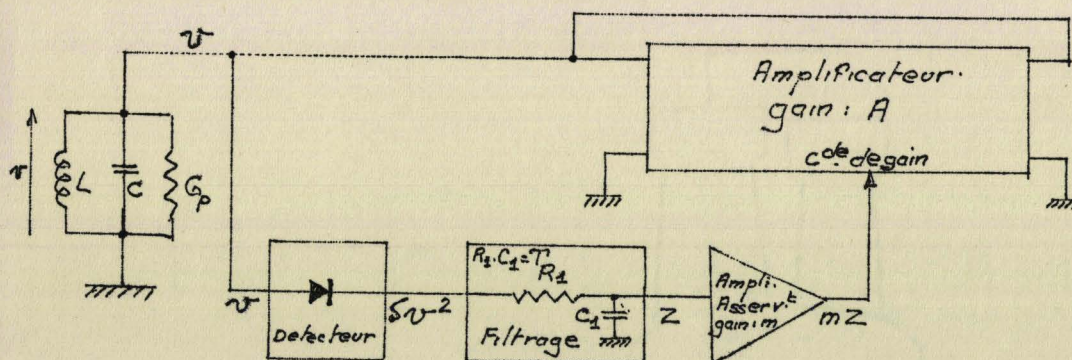 v
Amplificateur.
gain : A
Cde de gain
v
L
C
Gp
R1.C1=T
R1
v
Sv²
C1
Z
Ampli.
Asservt
gain: m
mZ
Detecteur
Filtrage